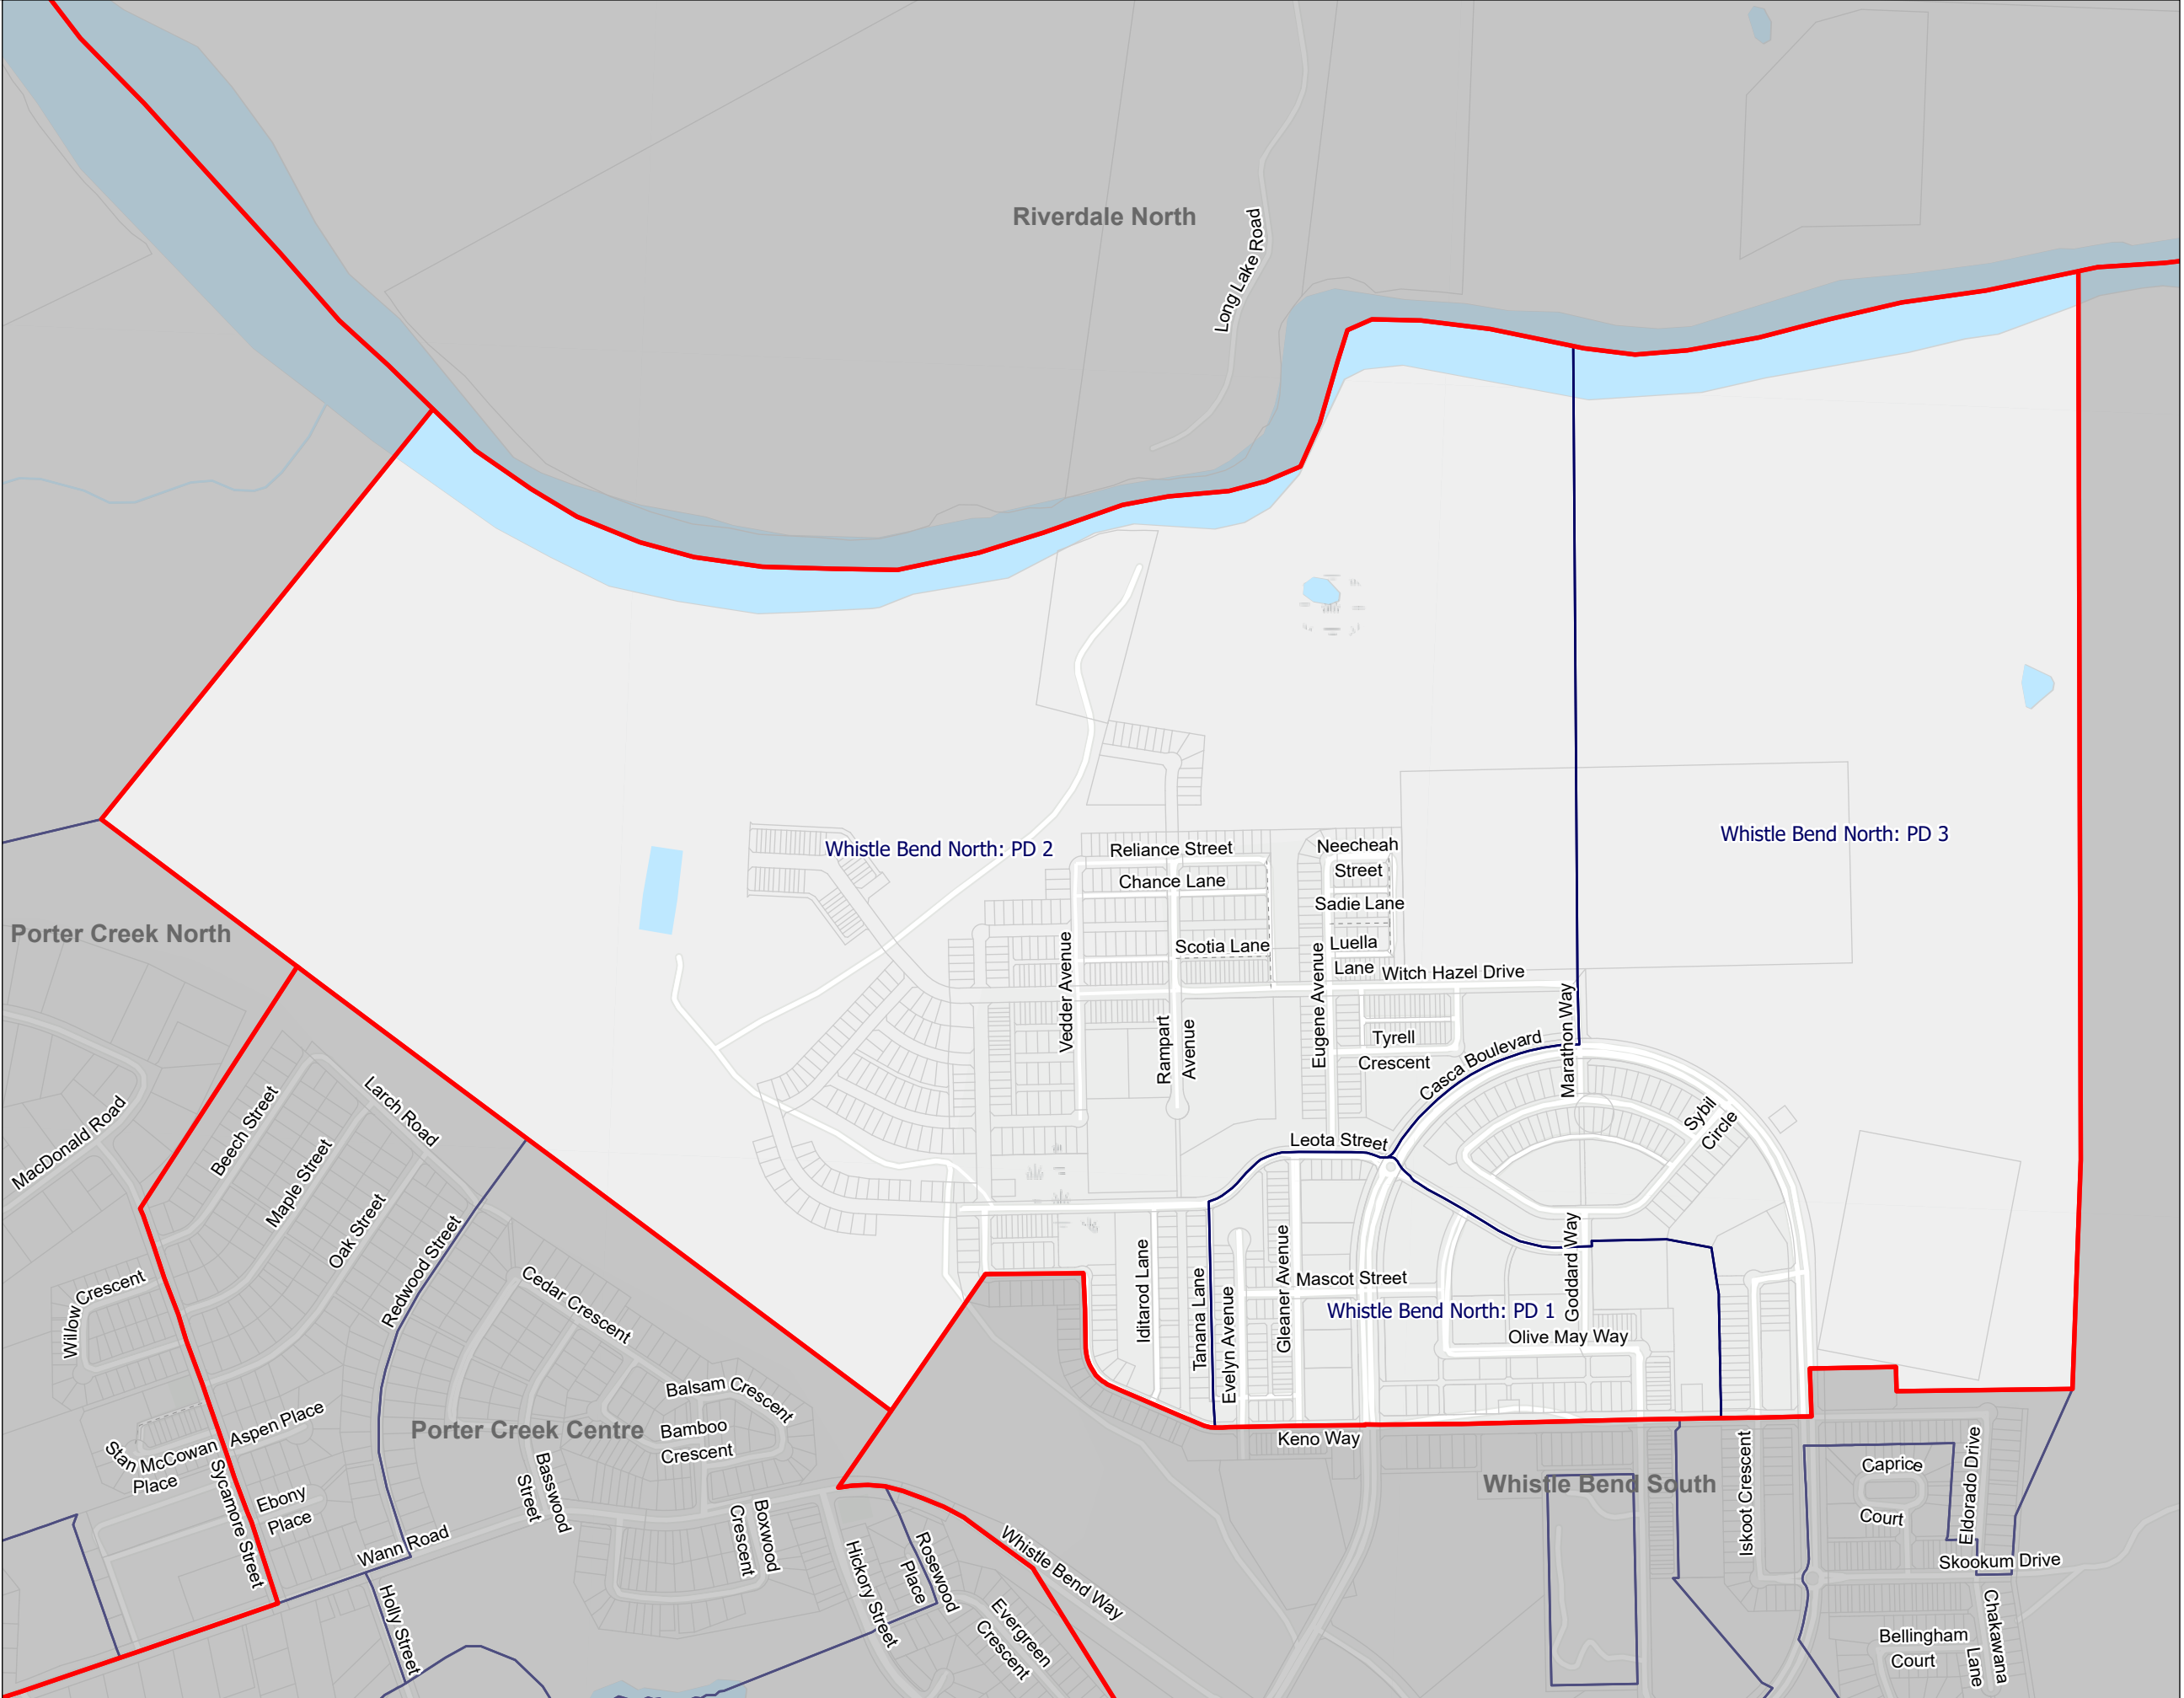 Riverdale North
Long Lake Road
Whistle Bend North: PD 2
Whistle Bend North: PD 3
Reliance Street
Neecheah
Street
Chance Lane
Sadie Lane
Scotia Lane
Luella
Lane
Witch Hazel Drive
Porter Creek North
Vedder Avenue
Rampart
Avenue
Eugene Avenue
Tyrell
Crescent
Casca Boulevard
Marathon Way
Sybil
Circle
Leota Street
MacDonald Road
Beech Street
Larch Road
Maple Street
Oak Street
Redwood Street
Willow
Crescent
Cedar Crescent
Iditarod Lane
Tanana Lane
Evelyn Avenue
Gleaner Avenue
Mascot Street
Goddard Way
Whistle Bend North: PD 1
Olive May Way
Balsam Crescent
Bamboo
Crescent
Porter Creek Centre
Aspen Place
Stan McCowan
Place
Sycamore Street
Ebony
Place
Basswood
Street
Boxwood
Crescent
Wann Road
Holly Street
Hickory Street
Rosewood
Place
Evergreen
Crescent
Whistle Bend Way
Keno Way
Whistle Bend South
Iskoot Crescent
Caprice
Court
Eldorado Drive
Skookum Drive
Bellingham
Court
Chakawana
Lane